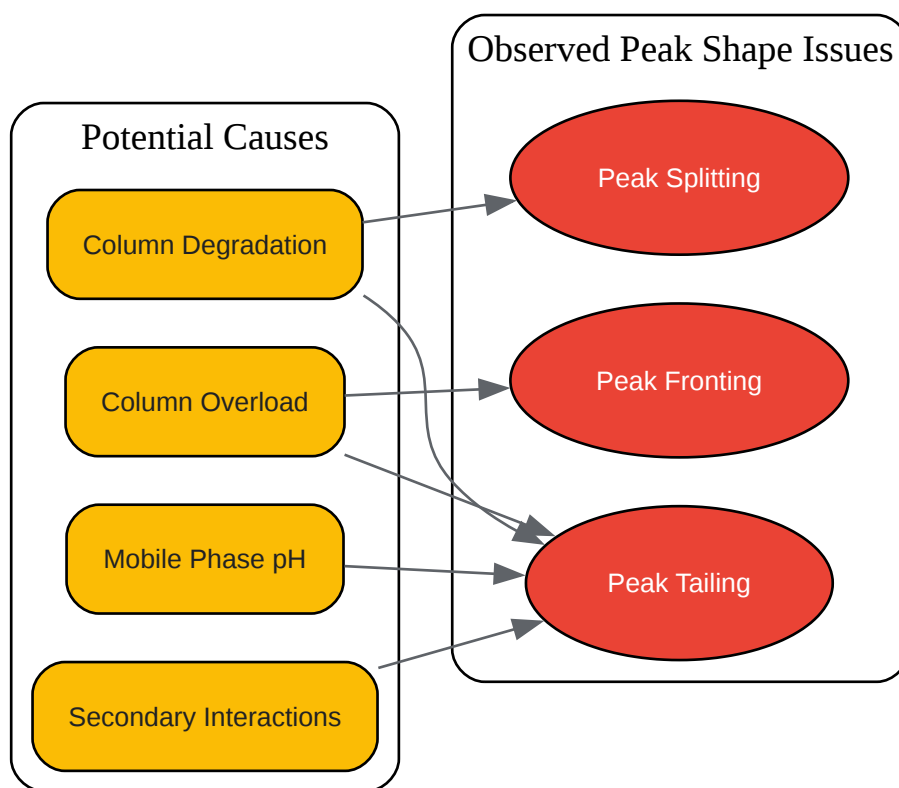 Observed Peak Shape Issues
Potential Causes
Peak Splitting
Column Degradation
Peak Fronting
Column Overload
Mobile Phase pH
Peak Tailing
Secondary Interactions